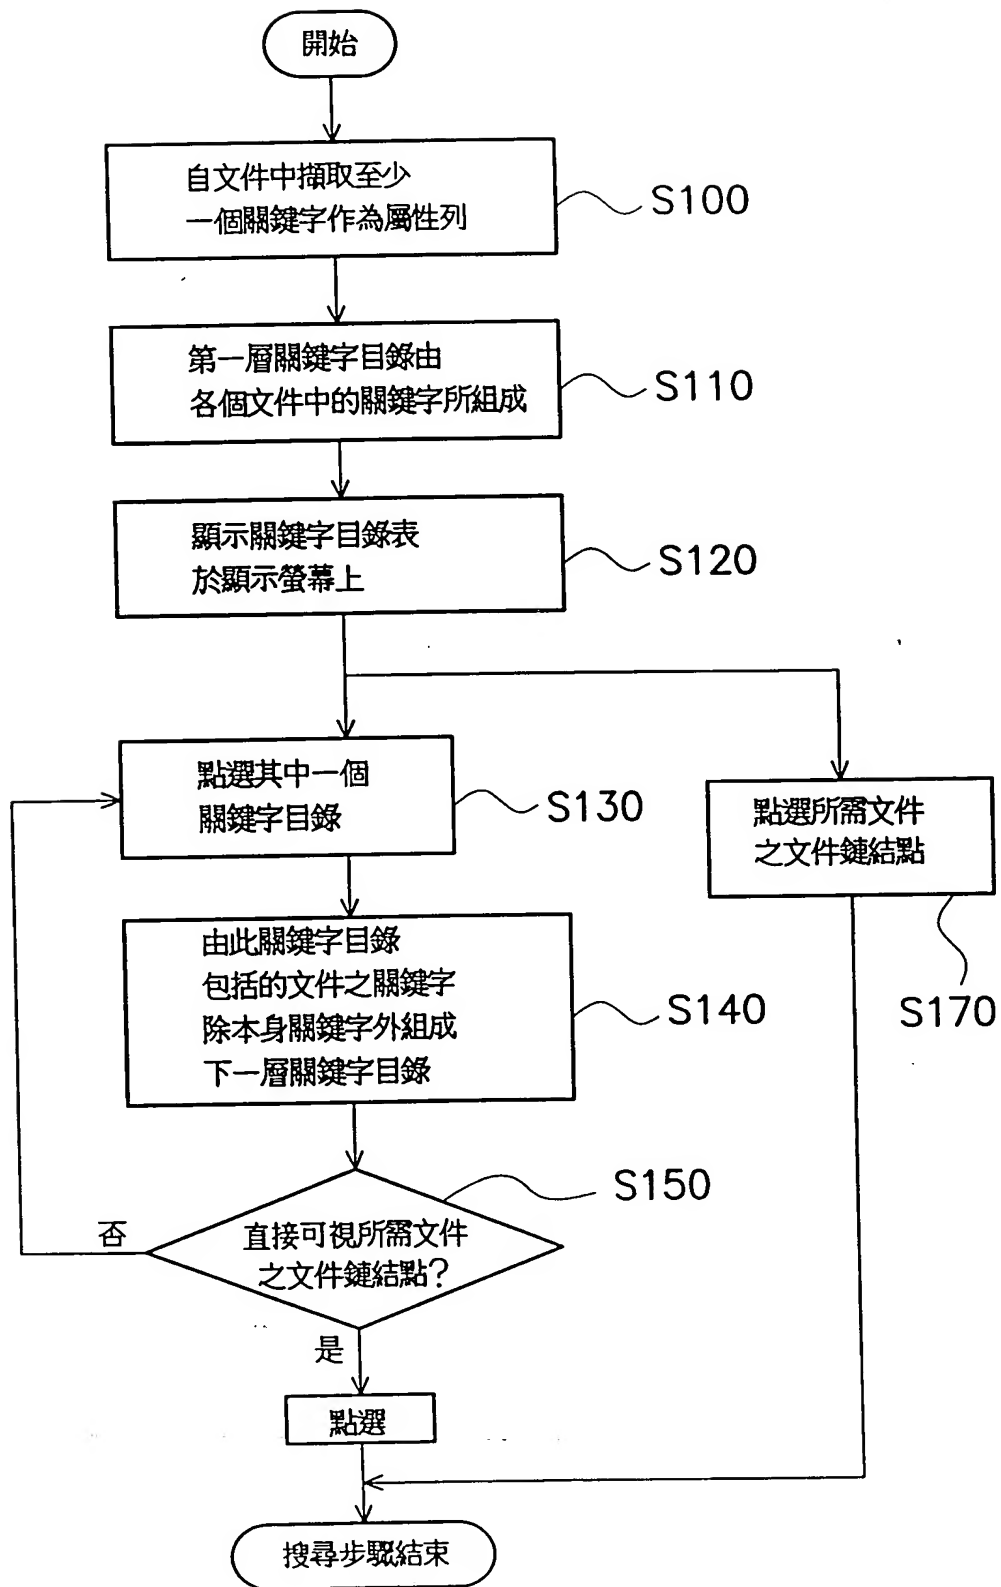 開始
自文件中擷取至少
一個關鍵字作為屬性列
S100
第一層關鍵字目錄由
各個文件中的關鍵字所組成
S110
顯示關鍵字目錄表
於顯示螢幕上
S120
點選其中一個
關鍵字目錄
S130
點選所需文件
之文件鏈結點
S170
由此關鍵字目錄
包括的文件之關鍵字
除本身關鍵字外組成
下一層關鍵字目錄
S140
直接可視所需文件
之文件鏈結點?
S150
否
是
點選
搜尋步驟結束